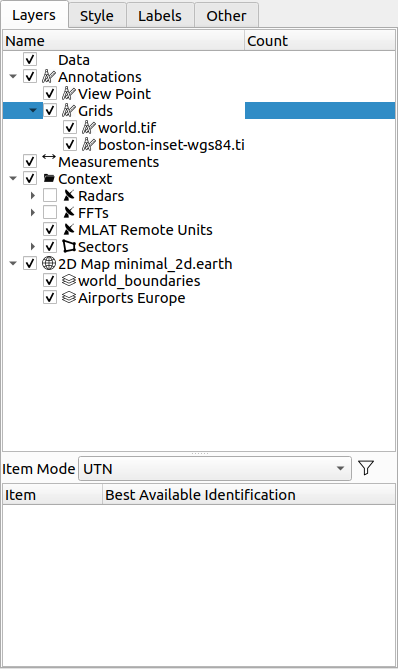 Layers Style Labels Other
Name Count
Data
Annotations
View Point
Grids
world.tif
boston-inset-wgs84.ti
Measurements
Context
Radars
FFTs
MLAT Remote Units
Sectors
2D Map minimal_2d.earth
world_boundaries
Airports Europe
Item Mode UTN
Item Best Available Identification